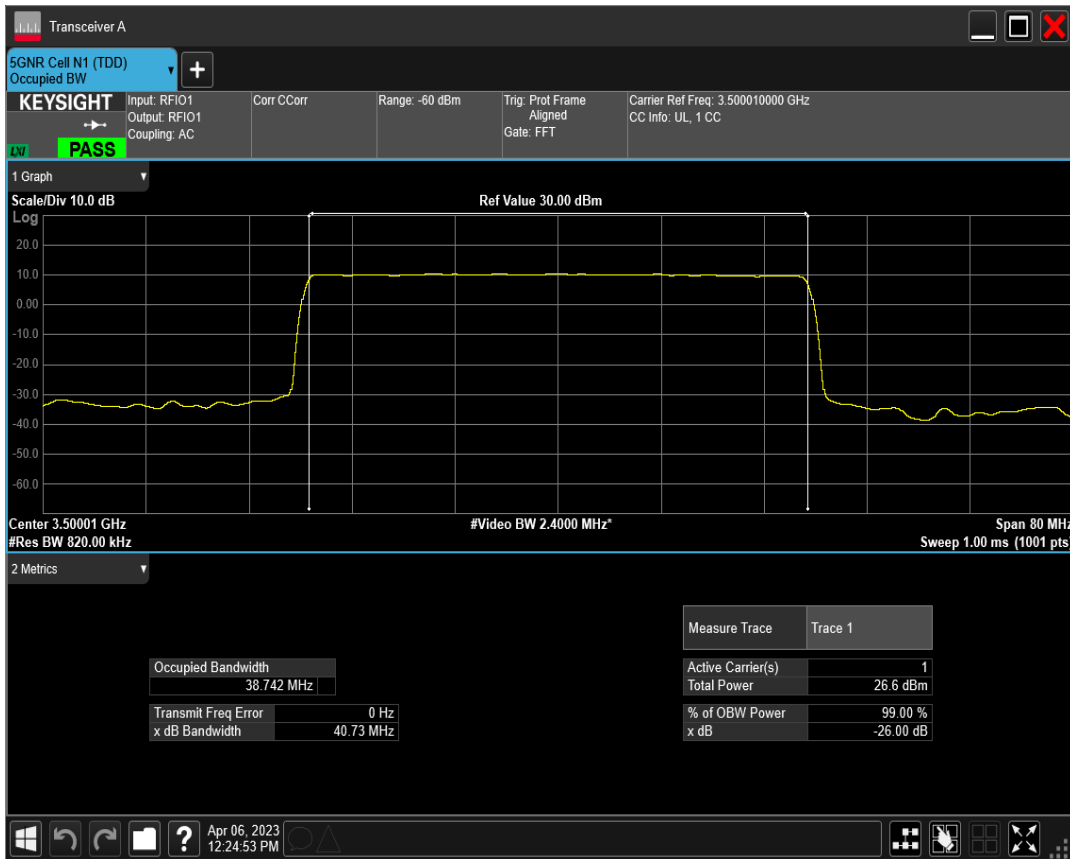 Transceiver A
5GNR Cell N1 (TDD)
Occupied BW
+
KEYSIGHT
LXI
PASS
Input: RFIO1
Output: RFIO1
Coupling: AC
Corr CCorr
Range: -60 dBm
Trig: Prot Frame
Aligned
Gate: FFT
Carrier Ref Freq: 3.500010000 GHz
CC Info: UL, 1 CC
1 Graph
Scale/Div 10.0 dB
Ref Value 30.00 dBm
Log
20.0
10.0
0.00
-10.0
-20.0
-30.0
-40.0
-50.0
-60.0
Center 3.50001 GHz
#Video BW 2.4000 MHz*
Span 80 MHz
#Res BW 820.00 kHz
Sweep 1.00 ms (1001 pts)
2 Metrics
Measure Trace Trace 1
Occupied Bandwidth
38.742 MHz
Transmit Freq Error 0 Hz
x dB Bandwidth 40.73 MHz
Active Carrier(s) 1
Total Power 26.6 dBm
% of OBW Power 99.00 %
x dB -26.00 dB
?
Apr 06, 2023
12:24:53 PM